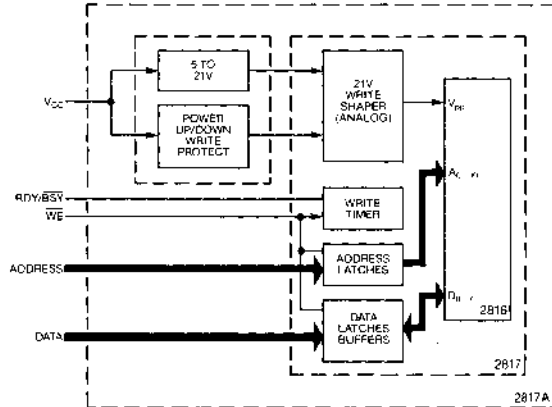 5 TO
21V
21V
WRITE
SHAPER
(ANALOG)
VCC
VPP
POWER
UP/DOWN
WRITE
PROTECT
RDY/BSY
WE
WRITE
TIMER
ADDRESS
ADDRESS
LATCHES
DATA
DATA
LATCHES
BUFFERS
2816
2817
2817A